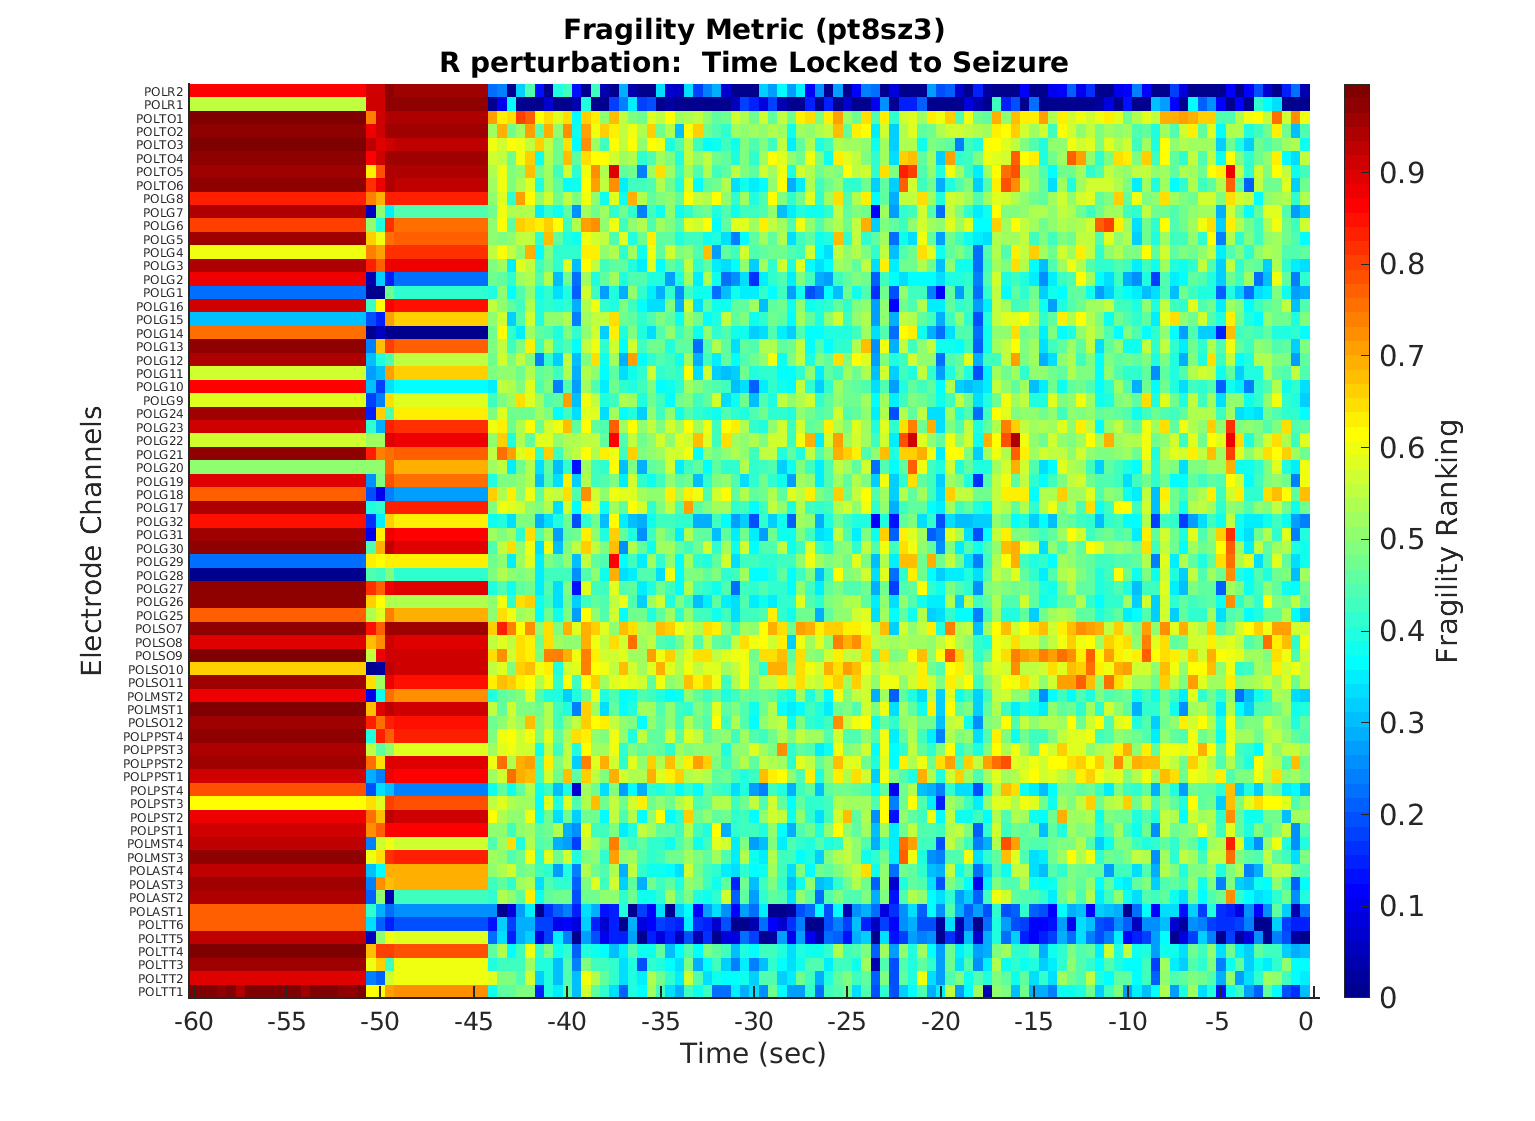 Fragility Metric (pt8sz3)
R perturbation:  Time Locked to Seizure
Electrode Channels
POLR2
POLR1
POLTO1
POLTO2
POLTO3
POLTO4
POLTO5
POLTO6
POLG8
POLG7
POLG6
POLG5
POLG4
POLG3
POLG2
POLG1
POLG16
POLG15
POLG14
POLG13
POLG12
POLG11
POLG10
POLG9
POLG24
POLG23
POLG22
POLG21
POLG20
POLG19
POLG18
POLG17
POLG32
POLG31
POLG30
POLG29
POLG28
POLG27
POLG26
POLG25
POLSO7
POLSO8
POLSO9
POLSO10
POLSO11
POLMST2
POLMST1
POLSO12
POLPPST4
POLPPST3
POLPPST2
POLPPST1
POLPST4
POLPST3
POLPST2
POLPST1
POLMST4
POLMST3
POLAST4
POLAST3
POLAST2
POLAST1
POLTT6
POLTT5
POLTT4
POLTT3
POLTT2
POLTT1
-60 -55 -50 -45 -40 -35 -30 -25 -20 -15 -10 -5 0
Time (sec)
0.9
0.8
0.7
0.6
0.5
0.4
0.3
0.2
0.1
0
Fragility Ranking